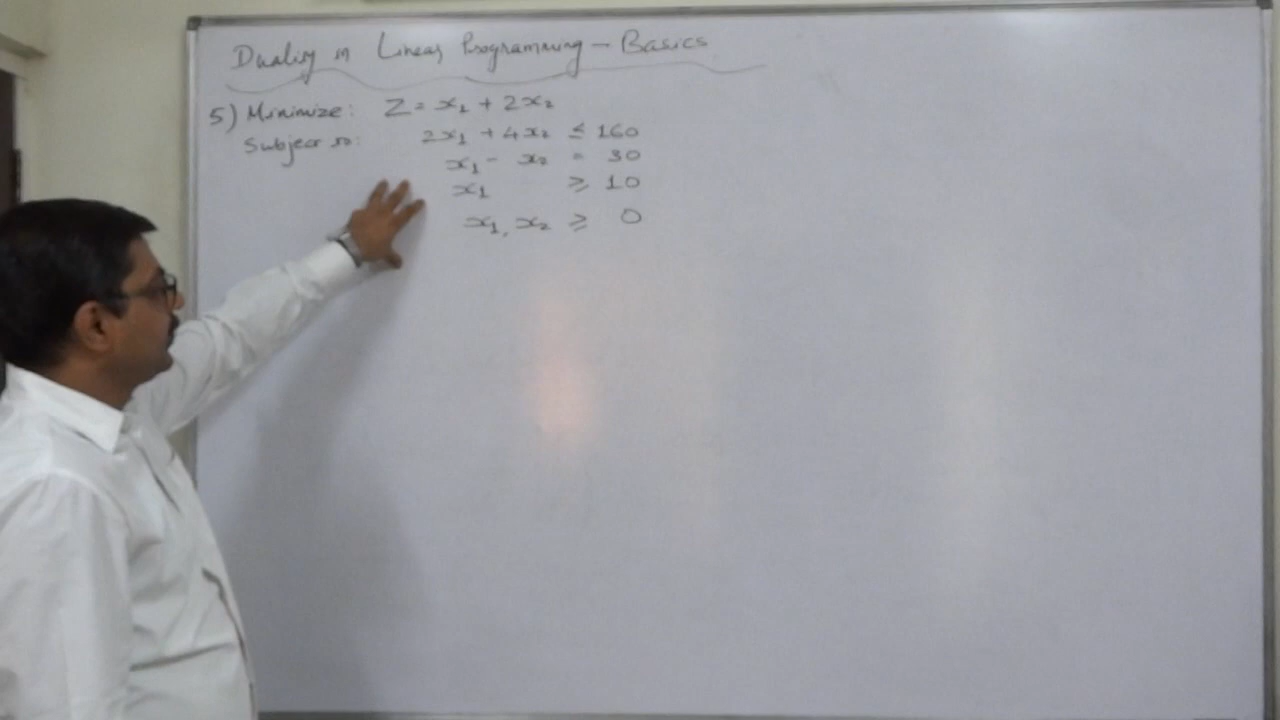 Duality in Linear Programming - Basics
5) Minimize: Z = x₁ + 2x₂
Subject to: 2x₁ + 4x₂ ≤ 160
x₁ - x₂ = 30
x₁ ≥ 10
x₁, x₂ ≥ 0